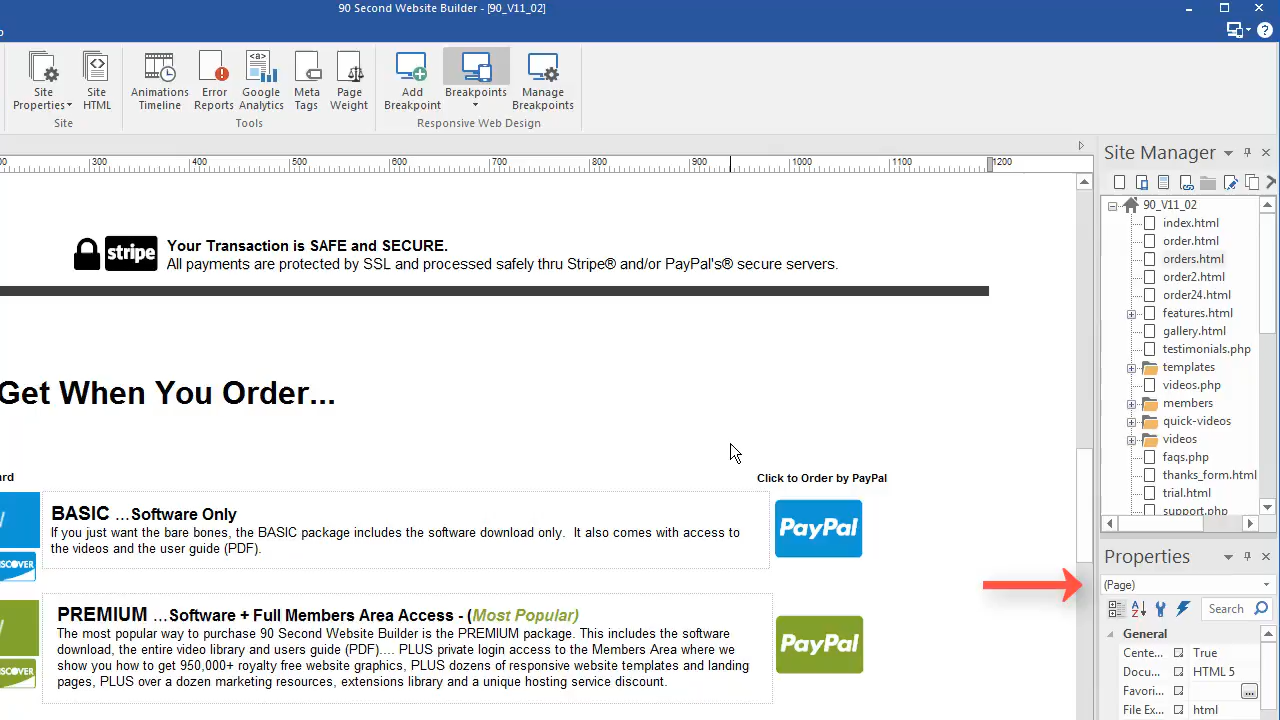 90 Second Website Builder - [90_V11_02]
Site Properties
Site HTML
Animations Timeline
Error Reports
Google Analytics
Meta Tags
Page Weight
Add Breakpoint
Breakpoints
Manage Breakpoints
Site
Tools
Responsive Web Design
300 400 500 600 700 800 900 1000 1100 1200
Site Manager
90_V11_02
index.html
order.html
orders.html
order2.html
order24.html
features.html
gallery.html
testimonials.php
templates
videos.php
members
quick-videos
videos
faqs.php
thanks_form.html
trial.html
support.php
stripe
Your Transaction is SAFE and SECURE.
All payments are protected by SSL and processed safely thru Stripe® and/or PayPal's® secure servers.
Get When You Order...
Click to Order by PayPal
BASIC ...Software Only
If you just want the bare bones, the BASIC package includes the software download only. It also comes with access to
the videos and the user guide (PDF).
PayPal
PREMIUM ...Software + Full Members Area Access - (Most Popular)
The most popular way to purchase 90 Second Website Builder is the PREMIUM package. This includes the software
download, the entire video library and users guide (PDF).... PLUS private login access to the Members Area where we
show you how to get 950,000+ royalty free website graphics, PLUS dozens of responsive website templates and landing
pages, PLUS over a dozen marketing resources, extensions library and a unique hosting service discount.
PayPal
Properties
(Page)
Search
General
Cente... True
Docu... HTML 5
Favori...
File Ex... html